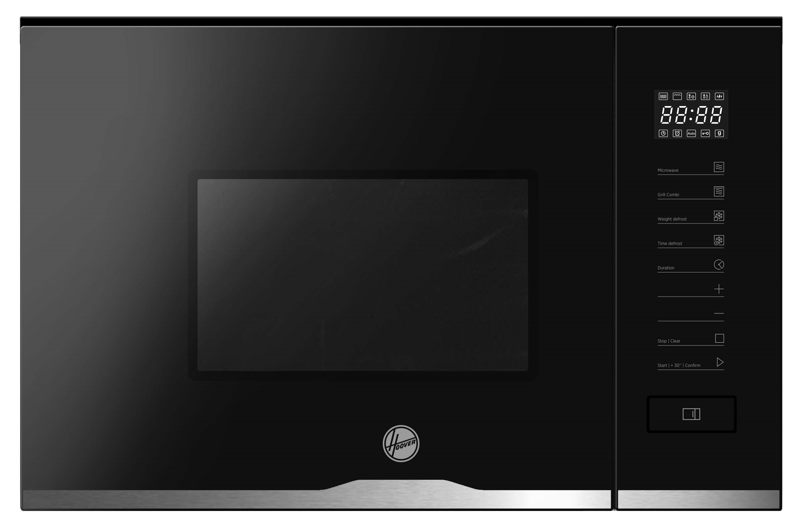 88:88
Microwave
Grill Combi
Weight defrost
Time defrost
Duration
+
—
Stop | Clear
Start | + 30" | Confirm
HOOVER